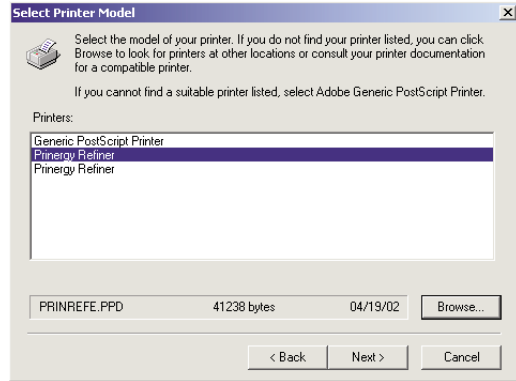 Select Printer Model
Select the model of your printer. If you do not find your printer listed, you can click
Browse to look for printers at other locations or consult your printer documentation
for a compatible printer.
If you cannot find a suitable printer listed, select Adobe Generic PostScript Printer.
Printers:
Generic PostScript Printer
Prinergy Refiner
Prinergy Refiner
PRINREFE.PPD 41238 bytes 04/19/02 Browse...
< Back Next > Cancel